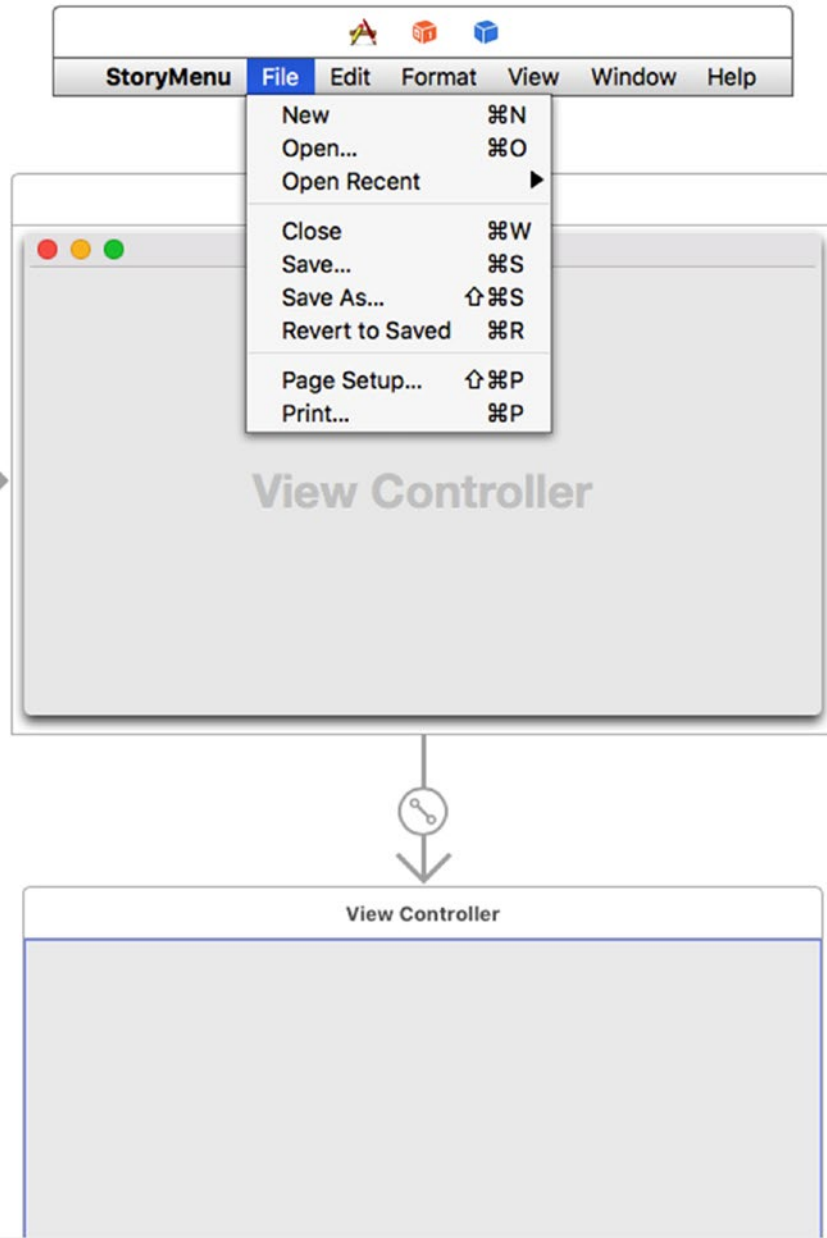 StoryMenu File Edit Format View Window Help
New ⌘N
Open... ⌘O
Open Recent ▶
Close ⌘W
Save... ⌘S
Save As... ⇧⌘S
Revert to Saved ⌘R
Page Setup... ⇧⌘P
Print... ⌘P
View Controller
View Controller